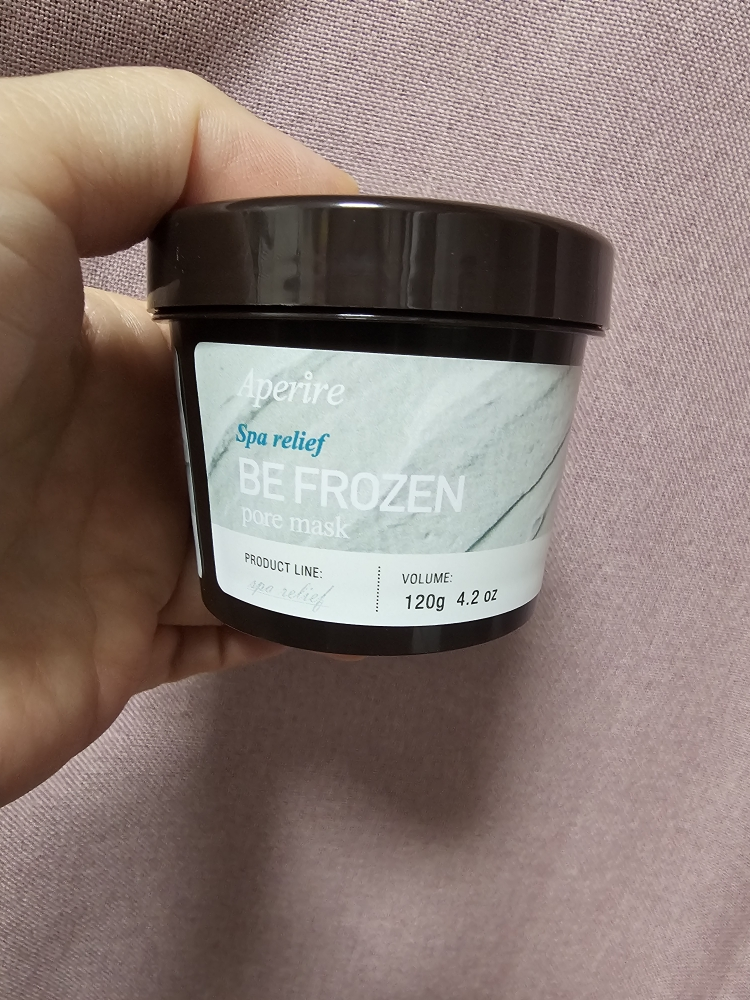 Aperire
Spa relief
BE FROZEN
pore mask
PRODUCT LINE:
spa relief
VOLUME:
120g 4.2 oz